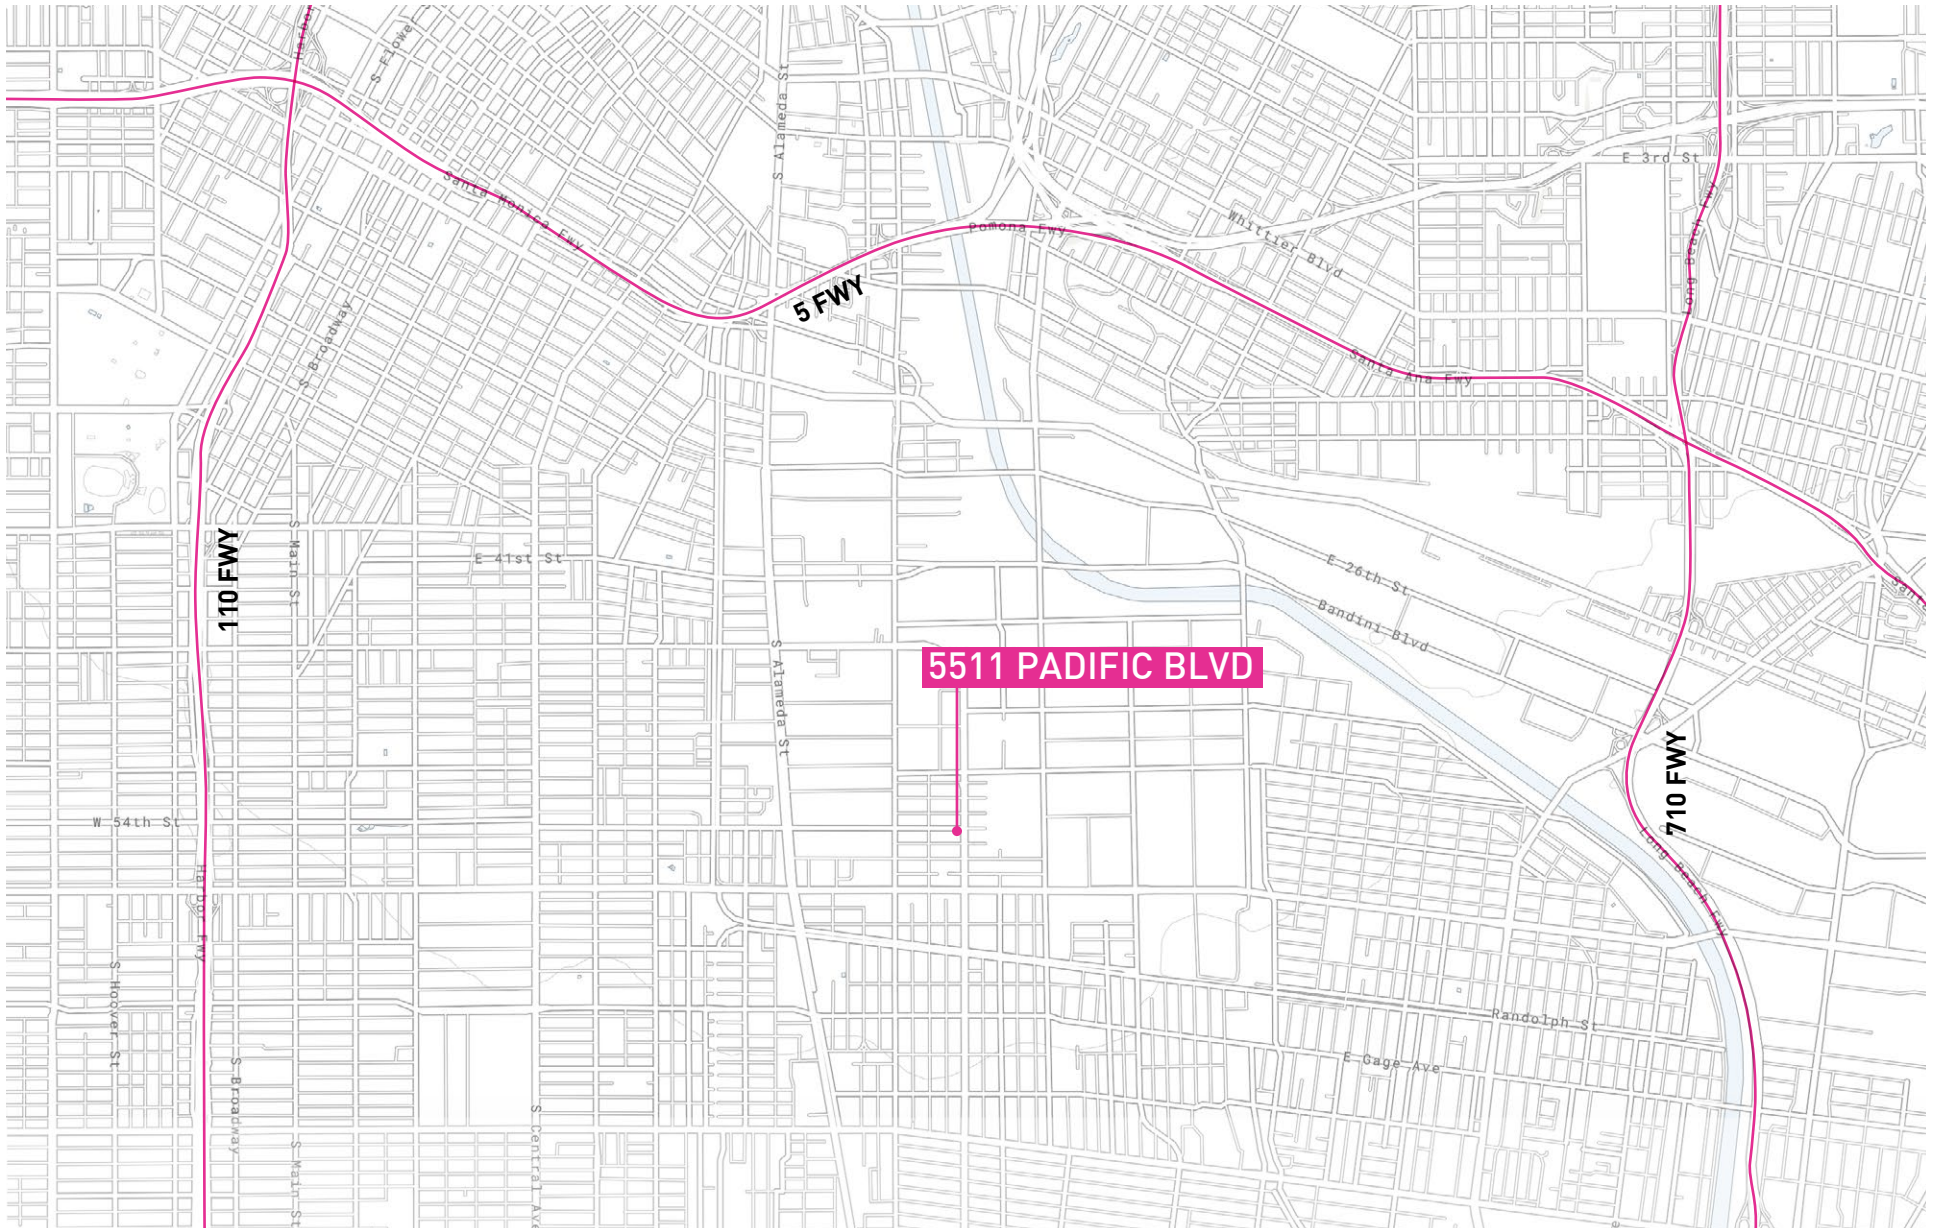 Harbor
S Flower
S Alameda St
E 3rd St
Santa Monica Fwy
Long Beach Fwy
Pomona Fwy
Whittier Blvd
5 FWY
S Broadway
Santa Ana Fwy
110 FWY
S Main St
E 41st St
E 26th St
Santa
Bandini Blvd
S Alameda St
5511 PADIFIC BLVD
710 FWY
W 54th St
Long Beach Fwy
Harbor Fwy
S Hoover St
Randolph St
E Gage Ave
S Broadway
S Main St
S Central Ave